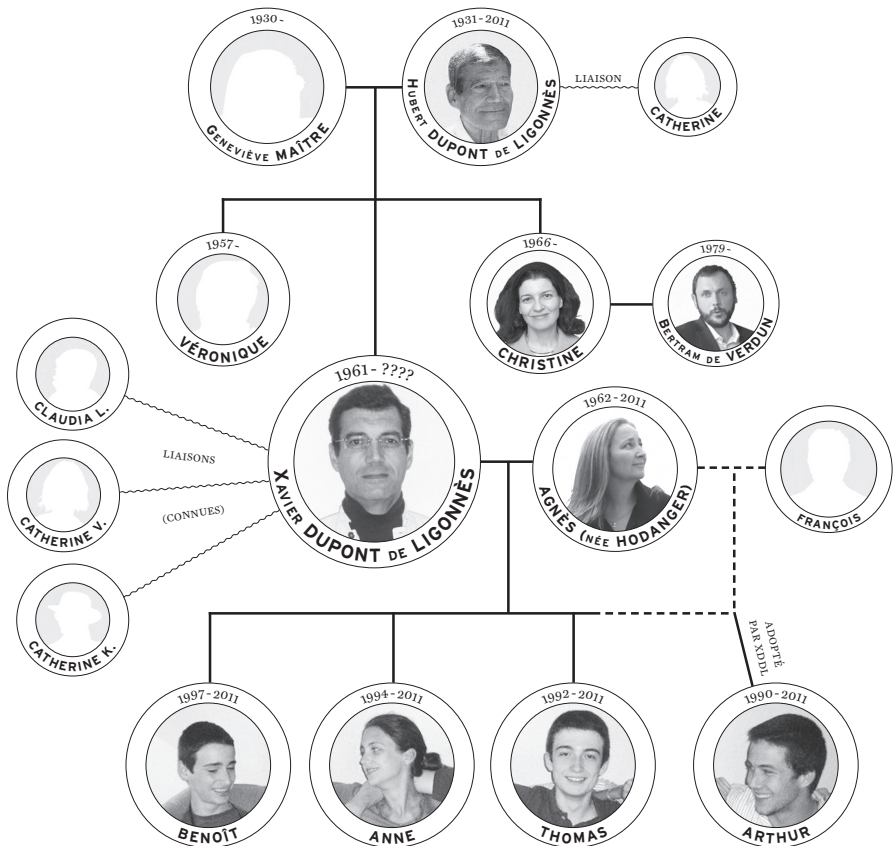 1930-
GENEVIÈVE MAÎTRE
1931-2011
HUBERT DUPONT DE LIGONNÈS
LIAISON
CATHERINE
1957-
VÉRONIQUE
1966-
CHRISTINE
1979-
BERTRAM DE VERDUN
CLAUDIA L.
LIAISONS
CATHERINE V.
(CONNUES)
CATHERINE K.
1961- ????
XAVIER DUPONT DE LIGONNÈS
1962-2011
AGNÈS (NÉE HODANGER)
FRANÇOIS
ADOPTÉ
PAR XDDL
1997-2011
BENOÎT
1994-2011
ANNE
1992-2011
THOMAS
1990-2011
ARTHUR